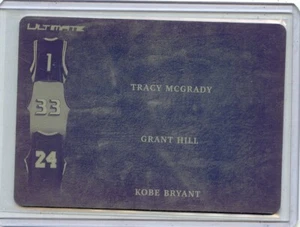 ULTIMATE
1
TRACY MCGRADY
33
GRANT HILL
24
KOBE BRYANT